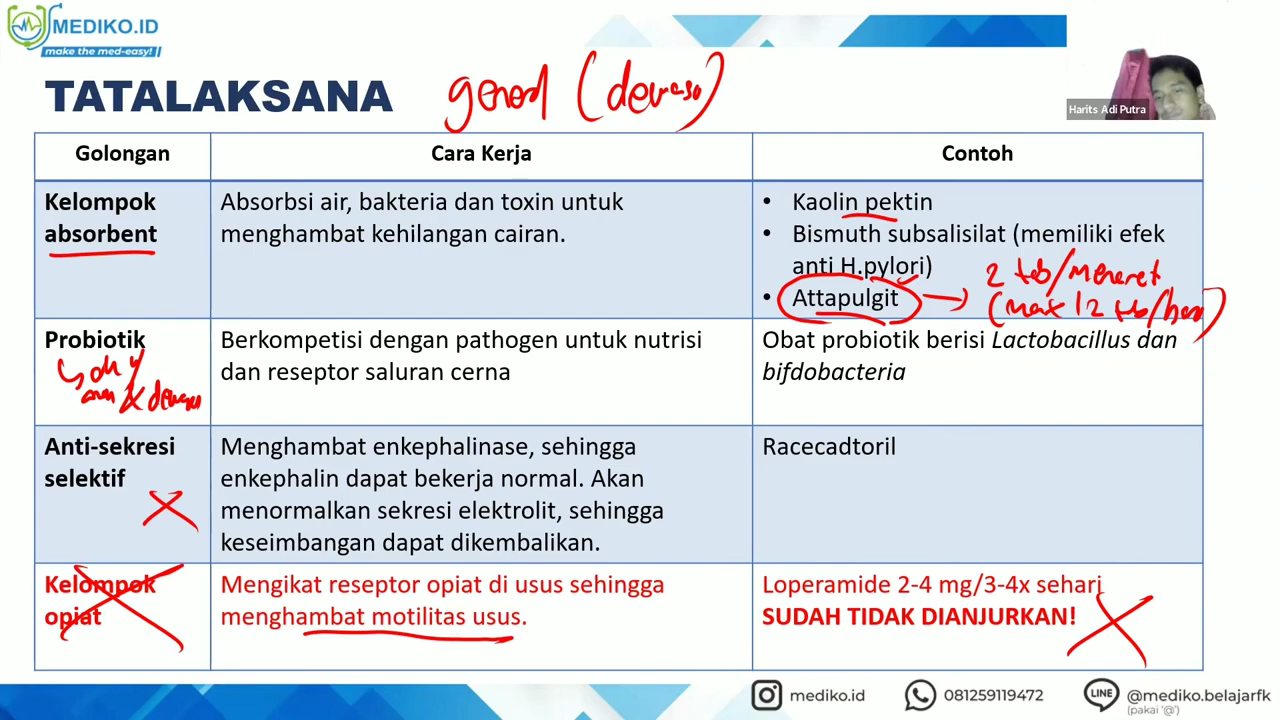 MEDIKO.ID
make the med-easy!
TATALAKSANA
(dewasa)
Harits Adi Putra
Golongan
Cara Kerja
Contoh
Kelompok
absorbent
Absorbsi air, bakteria dan toxin untuk
menghambat kehilangan cairan.
• Kaolin pektin
• Bismuth subsalisilat (memiliki efek
anti H.pylori)
• Attapulgit
2 tab/mencret
(max 12 tab/hari)
Probiotik
anak & dewasa
Berkompetisi dengan pathogen untuk nutrisi
dan reseptor saluran cerna
Obat probiotik berisi Lactobacillus dan
bifdobacteria
Anti-sekresi
selektif
Menghambat enkephalinase, sehingga
enkephalin dapat bekerja normal. Akan
menormalkan sekresi elektrolit, sehingga
keseimbangan dapat dikembalikan.
Racecadtoril
Kelompok
opiat
Mengikat reseptor opiat di usus sehingga
menghambat motilitas usus.
Loperamide 2-4 mg/3-4x sehari
SUDAH TIDAK DIANJURKAN!
mediko.id
081259119472
LINE
@mediko.belajarfk
(pakai '@')